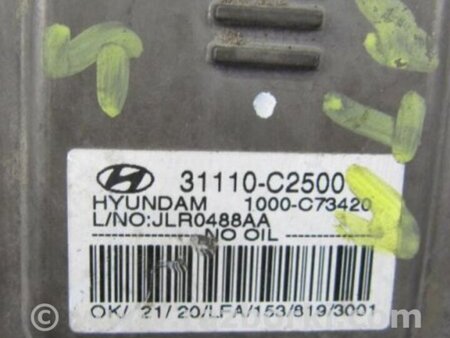 31110-C2500
HYUNDAM 1000-C73420
L/NO:JLR0488AA
NO OIL
OK/ 21/ 20/LFA/153/819/3001